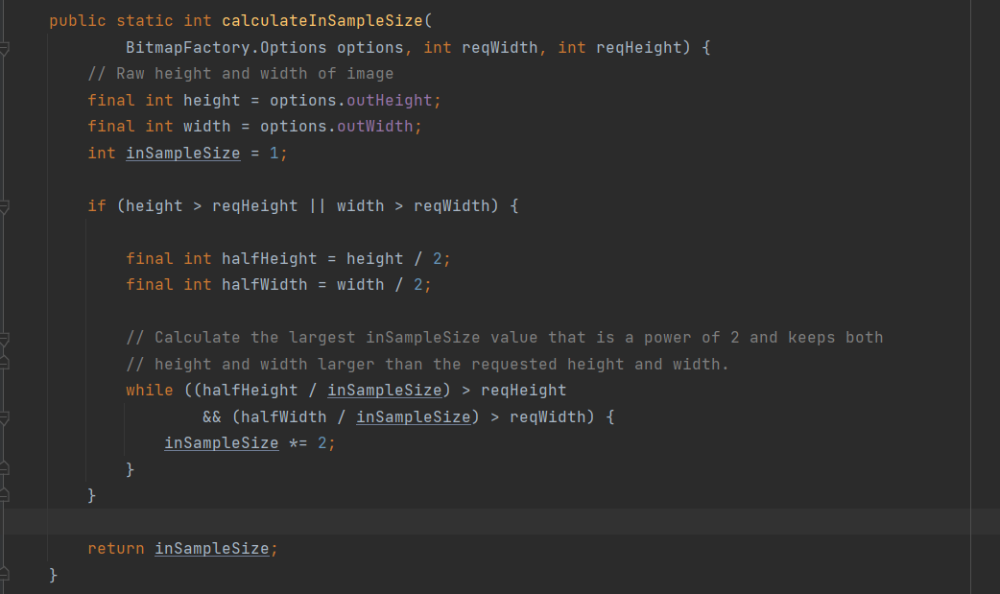 public static int calculateInSampleSize(
        BitmapFactory.Options options, int reqWidth, int reqHeight) {
    // Raw height and width of image
    final int height = options.outHeight;
    final int width = options.outWidth;
    int inSampleSize = 1;

    if (height > reqHeight || width > reqWidth) {

        final int halfHeight = height / 2;
        final int halfWidth = width / 2;

        // Calculate the largest inSampleSize value that is a power of 2 and keeps both
        // height and width larger than the requested height and width.
        while ((halfHeight / inSampleSize) > reqHeight
                && (halfWidth / inSampleSize) > reqWidth) {
            inSampleSize *= 2;
        }
    }

    return inSampleSize;
}